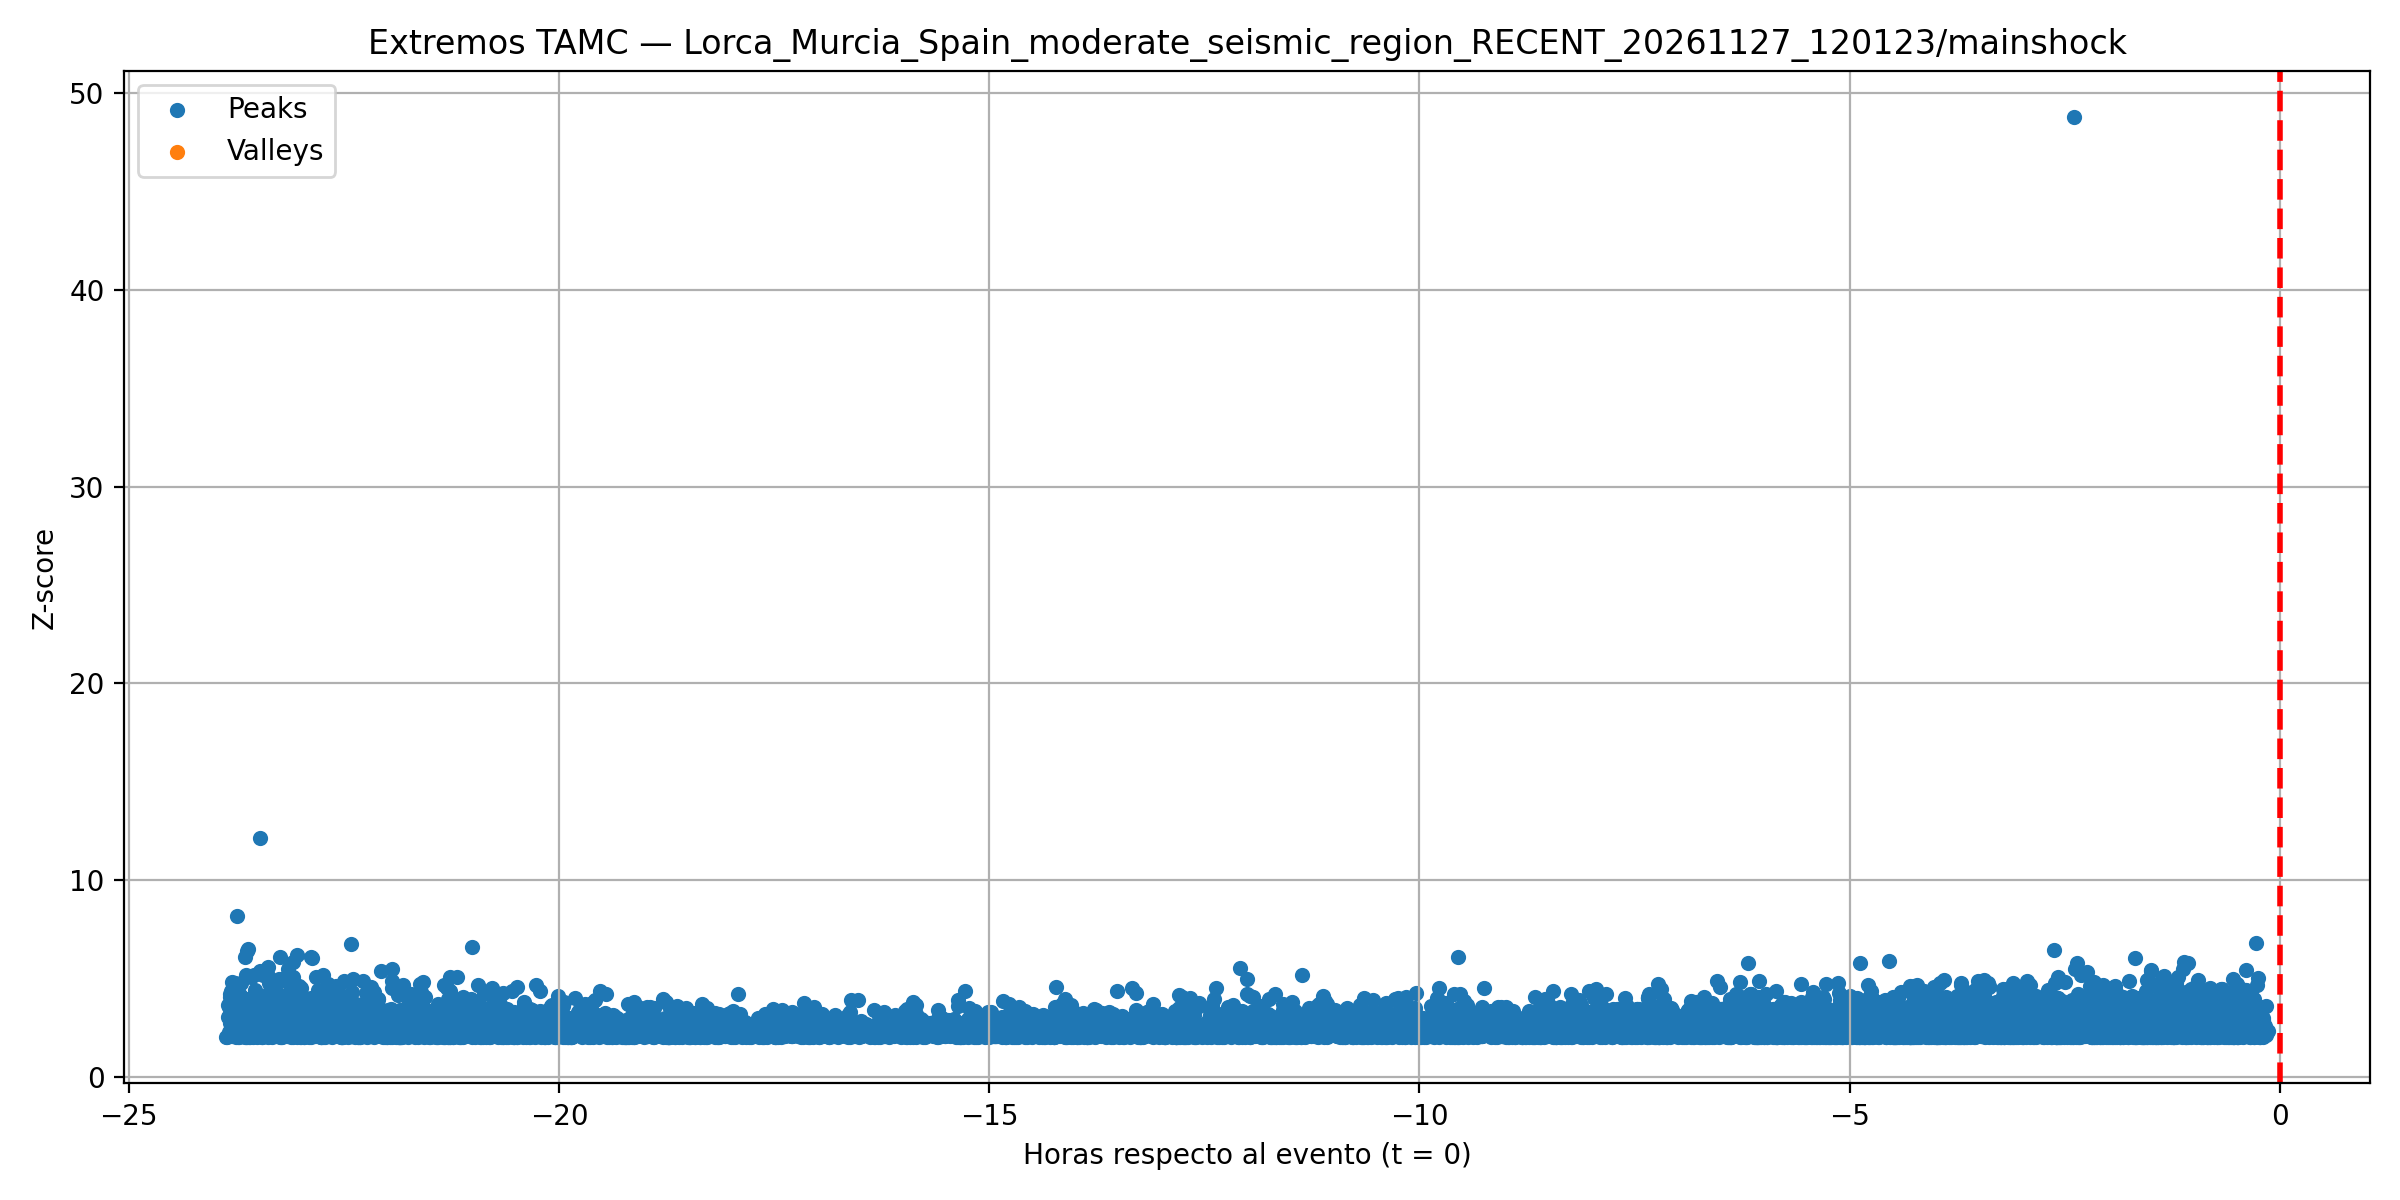 Extremos TAMC — Lorca_Murcia_Spain_moderate_seismic_region_RECENT_20261127_120123/mainshock
Peaks
Valleys
Z-score
50
40
30
20
10
0
−25
−20
−15
−10
−5
0
Horas respecto al evento (t = 0)